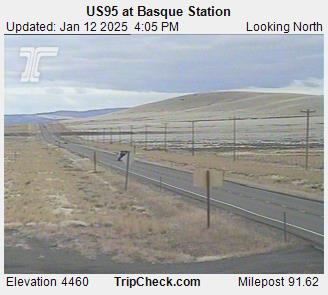 US95 at Basque Station
Updated: Jan 12 2025 4:05 PM Looking North
Elevation 4460 TripCheck.com Milepost 91.62